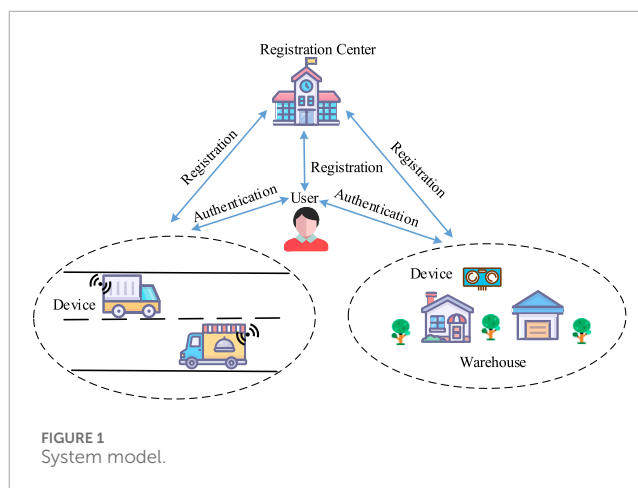 Registration Center
Registration
Registration
Registration
User
Authentication
Authentication
Device
Device
Warehouse
FIGURE 1
System model.